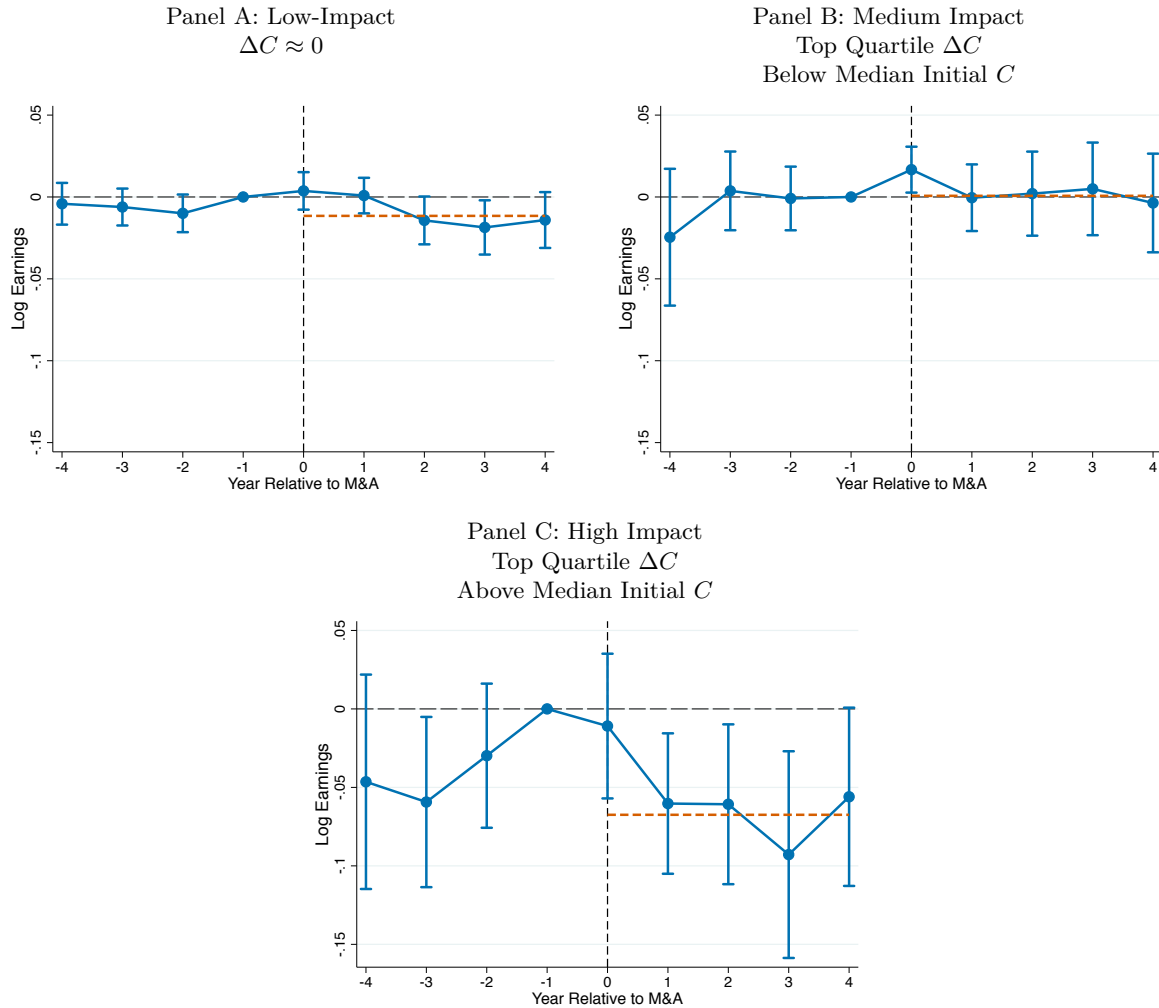 Panel A: Low-Impact
ΔC ≈ 0
.05
0
-.05
-.1
-.15
Log Earnings
-4 -3 -2 -1 0 1 2 3 4
Year Relative to M&A
Panel B: Medium Impact
Top Quartile ΔC
Below Median Initial C
.05
0
-.05
-.1
-.15
Log Earnings
-4 -3 -2 -1 0 1 2 3 4
Year Relative to M&A
Panel C: High Impact
Top Quartile ΔC
Above Median Initial C
.05
0
-.05
-.1
-.15
Log Earnings
-4 -3 -2 -1 0 1 2 3 4
Year Relative to M&A